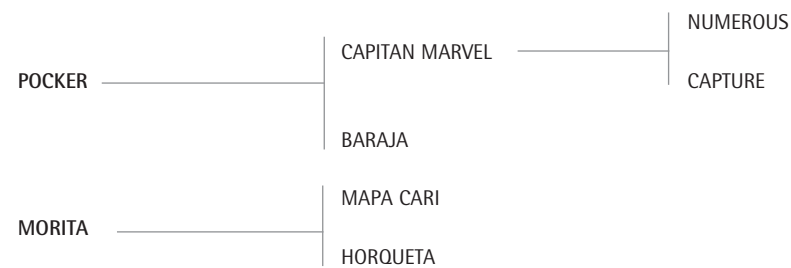 NUMEROUS
CAPITAN MARVEL
POCKER
CAPTURE
BARAJA
MAPA CARI
MORITA
HORQUETA